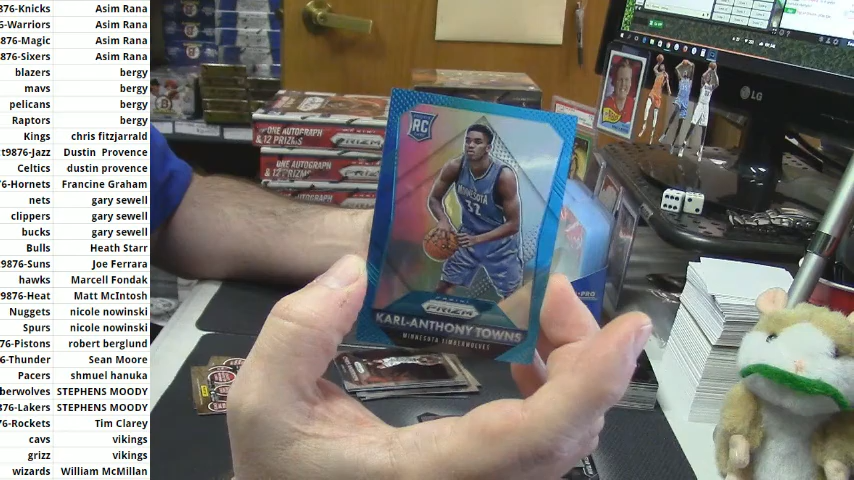 876-Knicks Asim Rana
6-Warriors Asim Rana
9876-Magic Asim Rana
876-Sixers Asim Rana
blazers bergy
mavs bergy
pelicans bergy
Raptors bergy
Kings chris fitzjarrald
t9876-Jazz Dustin Provence
Celtics dustin provence
76-Hornets Francine Graham
nets gary sewell
clippers gary sewell
bucks gary sewell
Bulls Heath Starr
9876-Suns Joe Ferrara
hawks Marcell Fondak
9876-Heat Matt McIntosh
Nuggets nicole nowinski
Spurs nicole nowinski
76-Pistons robert berglund
6-Thunder Sean Moore
Pacers shmuel hanuka
berwolves STEPHENS MOODY
876-Lakers STEPHENS MOODY
76-Rockets Tim Clarey
cavs vikings
grizz vikings
wizards William McMillan
RC
MINNESOTA
32
PANINI
PRIZM
KARL-ANTHONY TOWNS
MINNESOTA TIMBERWOLVES
ONE AUTOGRAPH
& 12 PRIZMS
ONE AUTOGRAPH
& 12 PRIZMS
LG